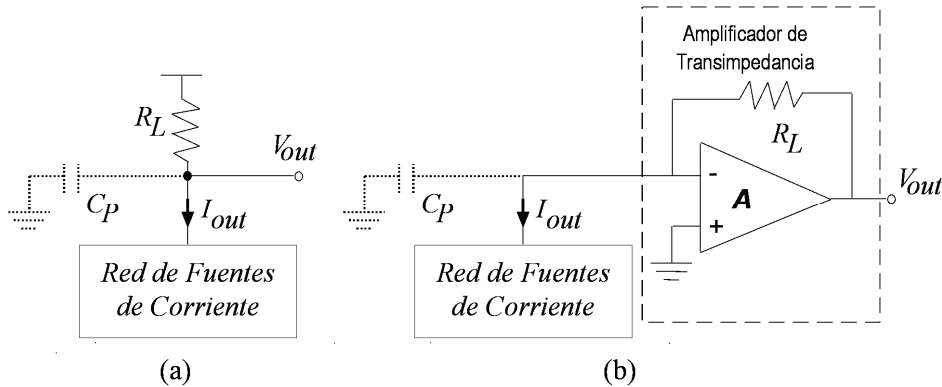 R_L
V_out
C_P
I_out
Red de Fuentes
de Corriente
(a)
Amplificador de
Transimpedancia
R_L
-
A
+
V_out
C_P
I_out
Red de Fuentes
de Corriente
(b)